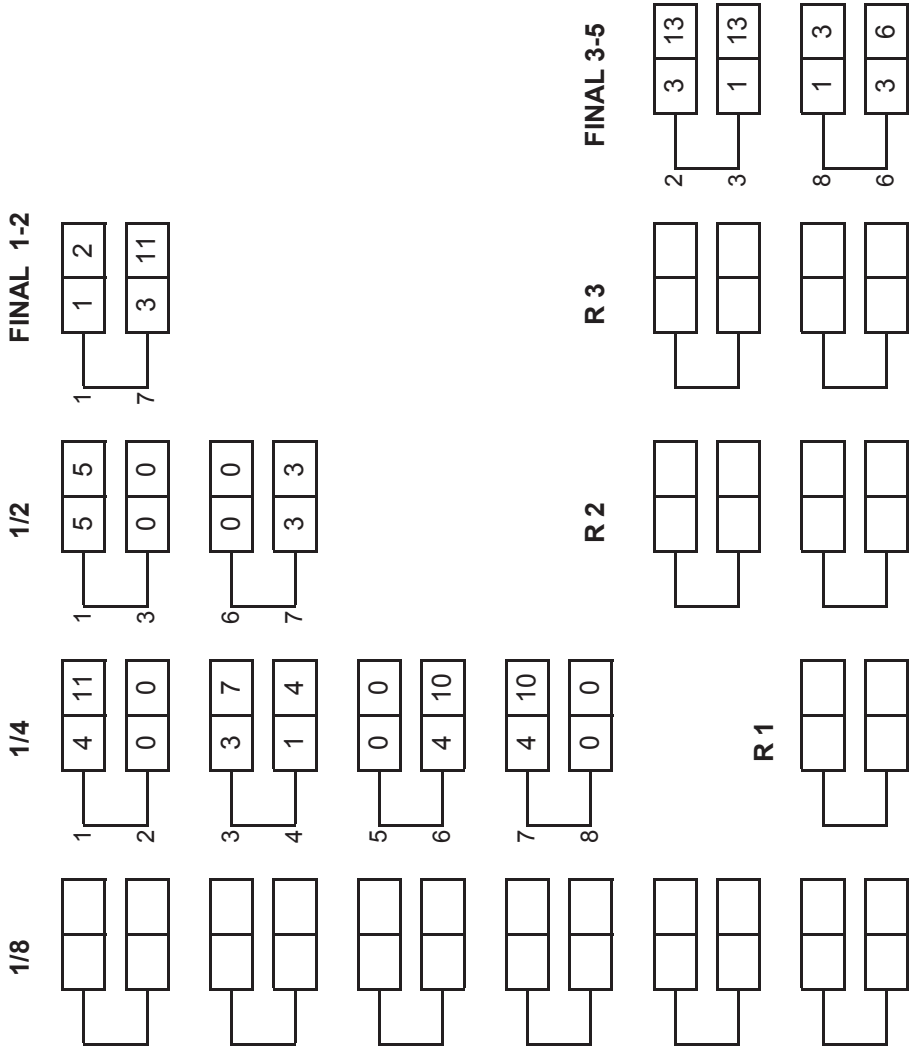 1/8
1/4
1 4 11
2 0 0
3 3 7
4 1 4
5 0 0
6 4 10
7 4 10
8 0 0
1/2
1 5 5
3 0 0
6 0 0
7 3 3
FINAL 1-2
1 1 2
7 3 11
R 1
R 2
R 3
FINAL 3-5
2 3 13
3 1 13
8 1 3
6 3 6